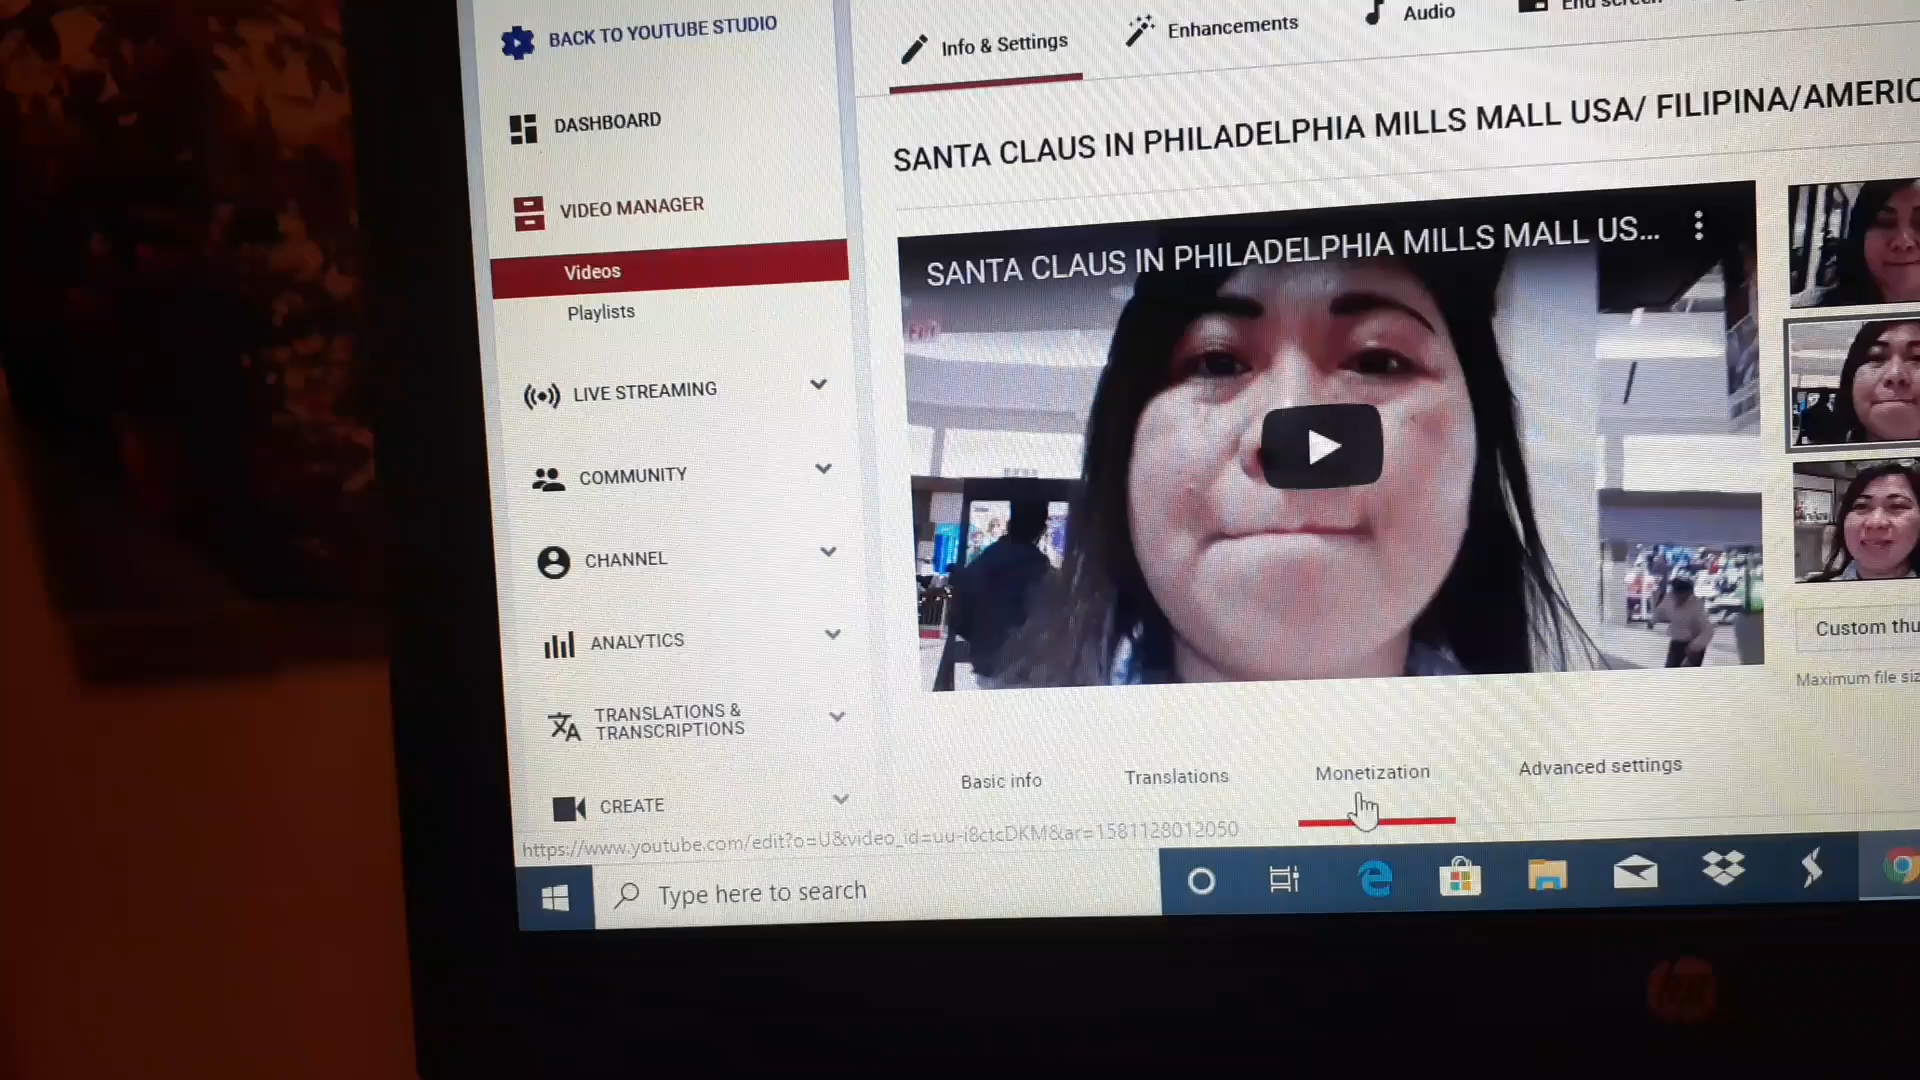 BACK TO YOUTUBE STUDIO
Info & Settings
Enhancements
Audio
DASHBOARD
SANTA CLAUS IN PHILADELPHIA MILLS MALL USA/ FILIPINA/AMERIC
VIDEO MANAGER
SANTA CLAUS IN PHILADELPHIA MILLS MALL US...
Videos
Playlists
LIVE STREAMING
COMMUNITY
CHANNEL
ANALYTICS
Custom thu
Maximum file siz
TRANSLATIONS &
TRANSCRIPTIONS
Basic info
Translations
Monetization
Advanced settings
CREATE
https://www.youtube.com/edit?o=U&video_id=uu-i8ctcDKM&ar=1581128012050
Type here to search
hp